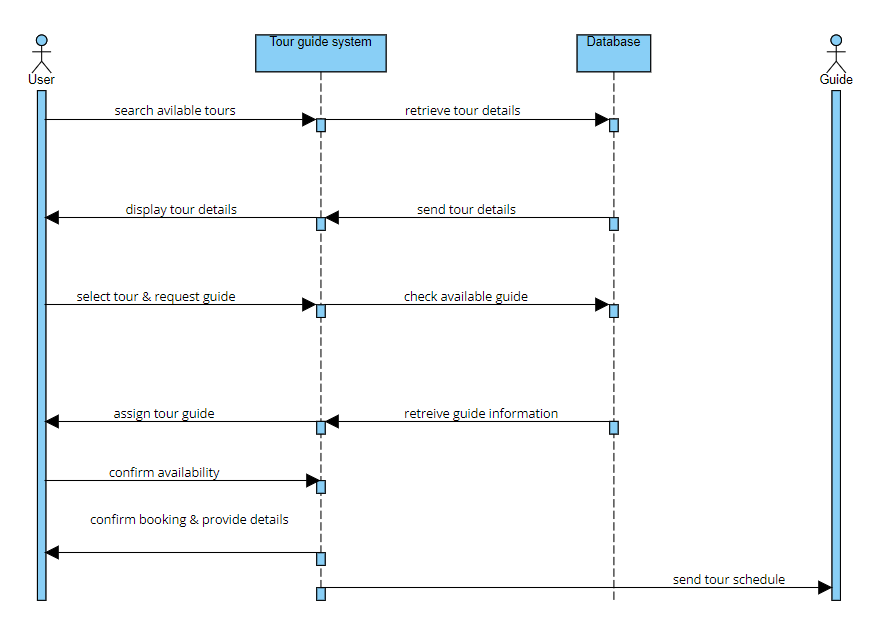 Tour guide system
Database
User
Guide
search avilable tours
retrieve tour details
display tour details
send tour details
select tour & request guide
check available guide
assign tour guide
retreive guide information
confirm availability
confirm booking & provide details
send tour schedule